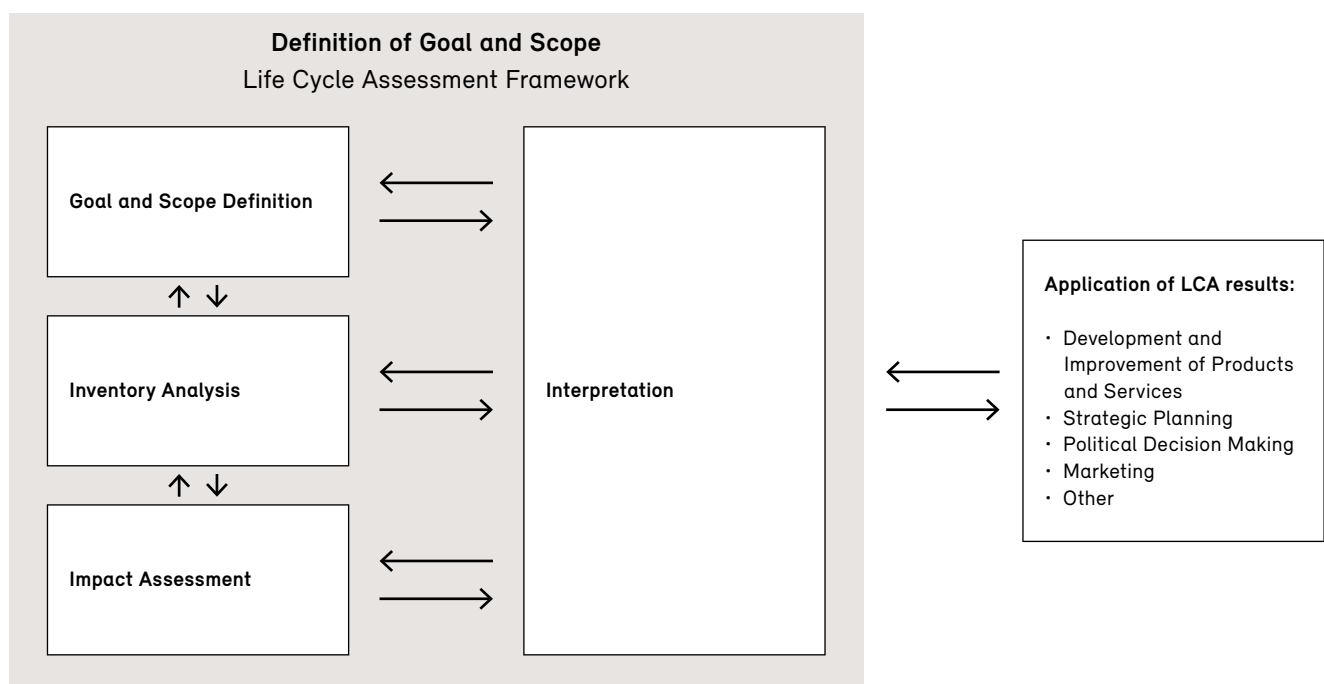 Definition of Goal and Scope
Life Cycle Assessment Framework
Goal and Scope Definition
Inventory Analysis
Impact Assessment
Interpretation
Application of LCA results:
· Development and
Improvement of Products
and Services
· Strategic Planning
· Political Decision Making
· Marketing
· Other